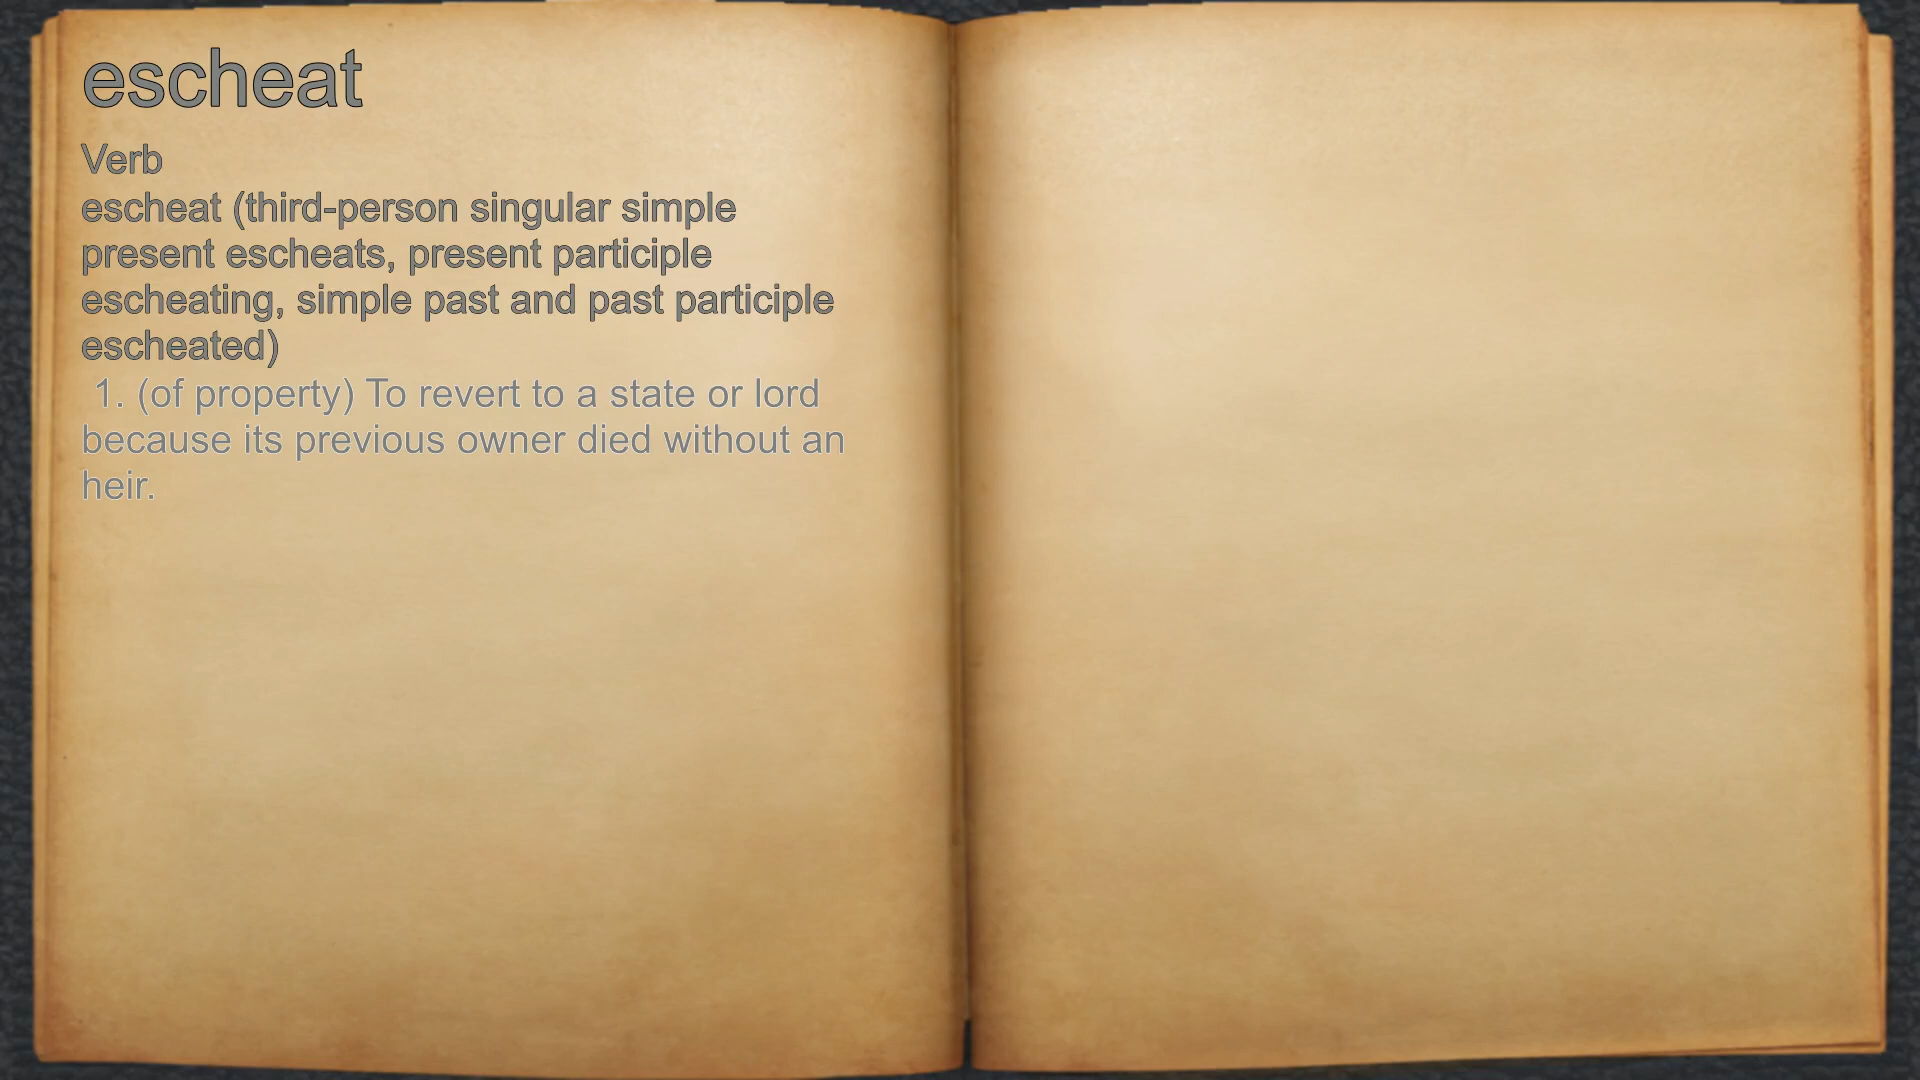 escheat
Verb
escheat (third-person singular simple
present escheats, present participle
escheating, simple past and past participle
escheated)
1. (of property) To revert to a state or lord
because its previous owner died without an
heir.